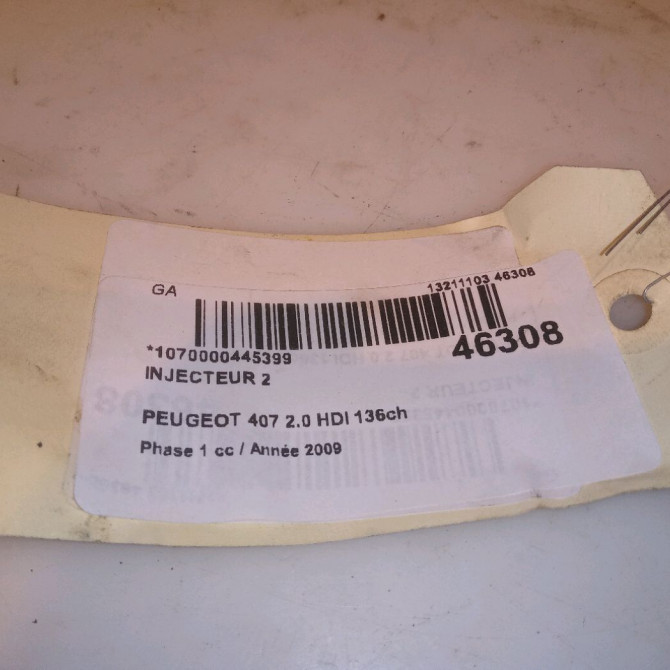 GA
13211103 46308
46308
*1070000445399
INJECTEUR 2
PEUGEOT 407 2.0 HDI 136ch
Phase 1 cc / Année 2009